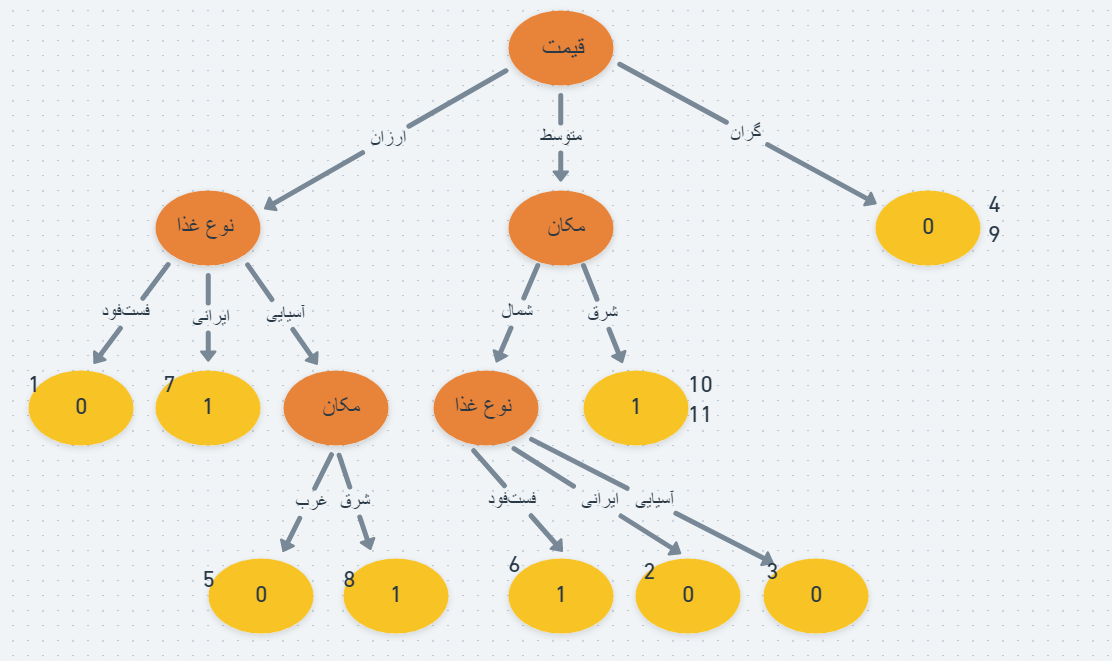 قیمت
ارزان
متوسط
گران
نوع غذا
مکان
0
4
9
فست‌فود
ایرانی
آسیایی
شمال
شرق
1
0
7
1
مکان
نوع غذا
1
10
11
غرب
شرق
فست‌فود
ایرانی
آسیایی
5
0
8
1
6
1
2
0
3
0